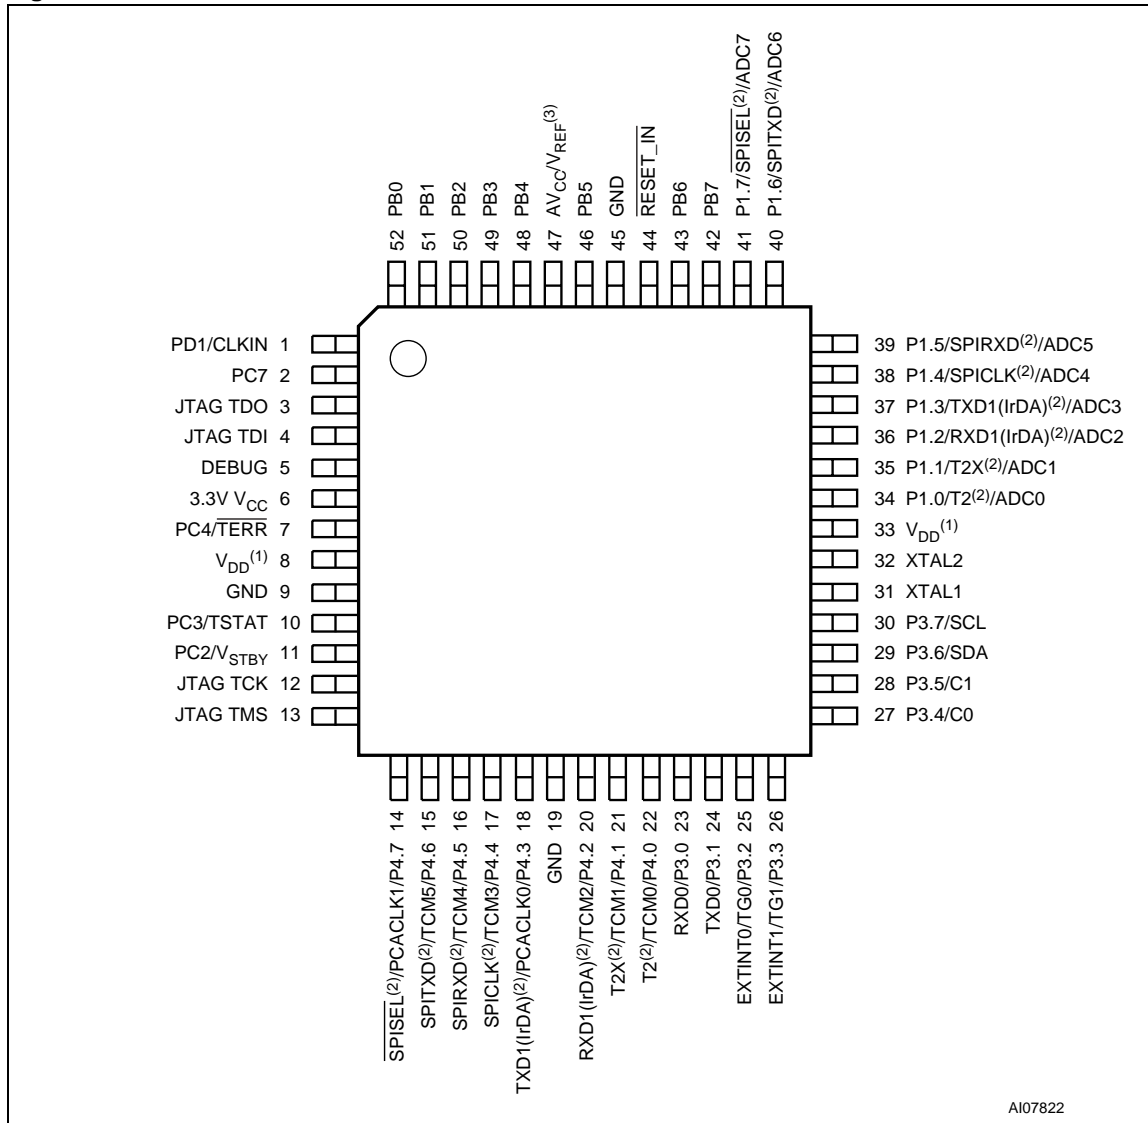 52 PB0
51 PB1
50 PB2
49 PB3
48 PB4
47 AVCC/VREF(3)
46 PB5
45 GND
44 RESET_IN
43 PB6
42 PB7
41 P1.7/SPISEL(2)/ADC7
40 P1.6/SPITXD(2)/ADC6
PD1/CLKIN 1
PC7 2
JTAG TDO 3
JTAG TDI 4
DEBUG 5
3.3V VCC 6
PC4/TERR 7
VDD(1) 8
GND 9
PC3/TSTAT 10
PC2/VSTBY 11
JTAG TCK 12
JTAG TMS 13
39 P1.5/SPIRXD(2)/ADC5
38 P1.4/SPICLK(2)/ADC4
37 P1.3/TXD1(IrDA)(2)/ADC3
36 P1.2/RXD1(IrDA)(2)/ADC2
35 P1.1/T2X(2)/ADC1
34 P1.0/T2(2)/ADC0
33 VDD(1)
32 XTAL2
31 XTAL1
30 P3.7/SCL
29 P3.6/SDA
28 P3.5/C1
27 P3.4/C0
SPISEL(2)/PCACLK1/P4.7 14
SPITXD(2)/TCM5/P4.6 15
SPIRXD(2)/TCM4/P4.5 16
SPICLK(2)/TCM3/P4.4 17
TXD1(IrDA)(2)/PCACLK0/P4.3 18
GND 19
RXD1(IrDA)(2)/TCM2/P4.2 20
T2X(2)/TCM1/P4.1 21
T2(2)/TCM0/P4.0 22
RXD0/P3.0 23
TXD0/P3.1 24
EXTINT0/TG0/P3.2 25
EXTINT1/TG1/P3.3 26
AI07822